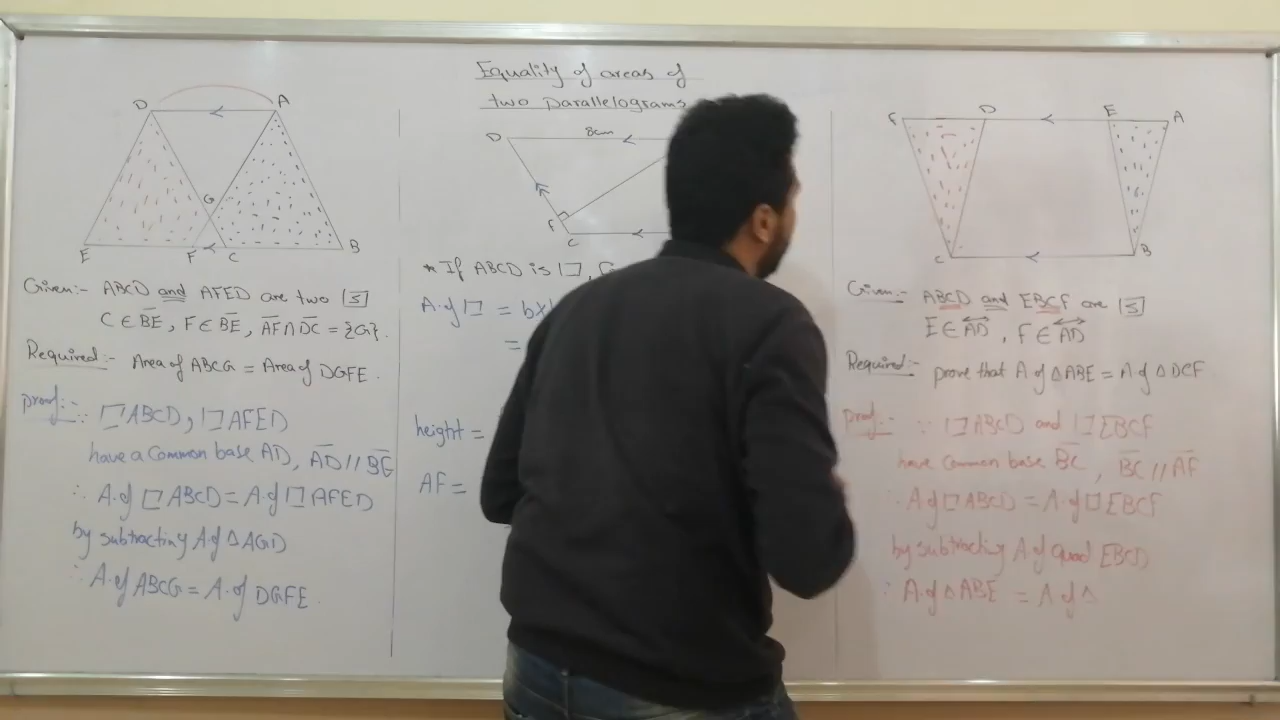 Equality of areas of
two parallelograms
D
A
G
E
F
C
B
Given:- ABCD and AFED are two ▱s
C ∈ BE, F ∈ BE, AF ∩ DC = {G}.
Required:- Area of ABCG = Area of DGFE.
proof:-
∵ ▱ ABCD, ▱ AFED
have a common base AD, AD // BE
∴ A. of ▱ ABCD = A. of ▱ AFED
by subtracting A. of Δ AGD
∴ A. of ABCG = A. of DGFE.
D
8cm
F
C
* If ABCD is ▱,
A. of ▱ = b×
=
height =
AF =
F
D
E
A
C
B
Given:- ABCD and EBCF are ▱s
E ∈ AD, F ∈ AD
Required:- prove that A of Δ ABE = A of Δ DCF
proof:- ∵ ▱ ABCD and ▱ EBCF
have common base BC, BC // AF
∴ A of ▱ ABCD = A. of ▱ EBCF
by subtracting A. of quad EBCD
∴ A. of Δ ABE = A of Δ